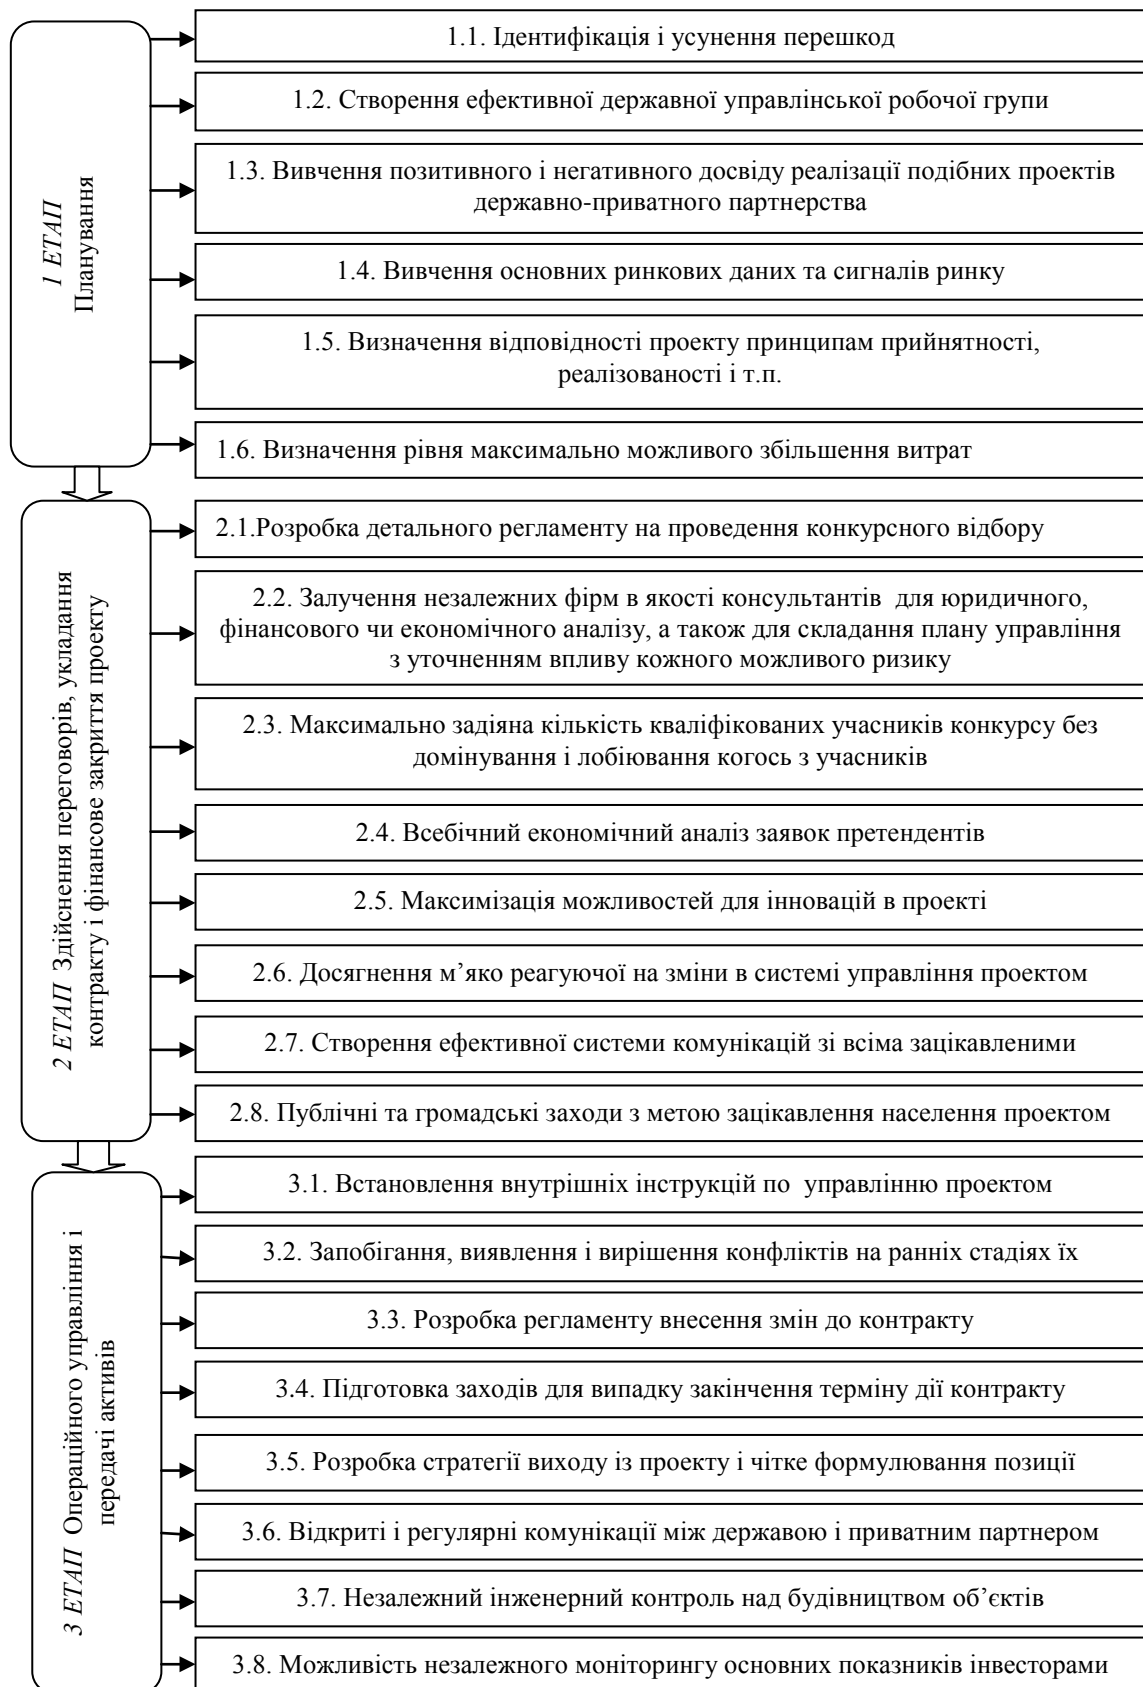 1 ЕТАП
Планування
1.1. Ідентифікація і усунення перешкод
1.2. Створення ефективної державної управлінської робочої групи
1.3. Вивчення позитивного і негативного досвіду реалізації подібних проектів
державно-приватного партнерства
1.4. Вивчення основних ринкових даних та сигналів ринку
1.5. Визначення відповідності проекту принципам прийнятності,
реалізованості і т.п.
1.6. Визначення рівня максимально можливого збільшення витрат
2 ЕТАП Здійснення переговорів, укладання
контракту і фінансове закриття проекту
2.1.Розробка детального регламенту на проведення конкурсного відбору
2.2. Залучення незалежних фірм в якості консультантів для юридичного,
фінансового чи економічного аналізу, а також для складання плану управління
з уточненням впливу кожного можливого ризику
2.3. Максимально задіяна кількість кваліфікованих учасників конкурсу без
домінування і лобіювання когось з учасників
2.4. Всебічний економічний аналіз заявок претендентів
2.5. Максимізація можливостей для інновацій в проекті
2.6. Досягнення м’яко реагуючої на зміни в системі управління проектом
2.7. Створення ефективної системи комунікацій зі всіма зацікавленими
2.8. Публічні та громадські заходи з метою зацікавлення населення проектом
3 ЕТАП Операційного управління і
передачі активів
3.1. Встановлення внутрішніх інструкцій по управлінню проектом
3.2. Запобігання, виявлення і вирішення конфліктів на ранніх стадіях їх
3.3. Розробка регламенту внесення змін до контракту
3.4. Підготовка заходів для випадку закінчення терміну дії контракту
3.5. Розробка стратегії виходу із проекту і чітке формулювання позиції
3.6. Відкриті і регулярні комунікації між державою і приватним партнером
3.7. Незалежний інженерний контроль над будівництвом об’єктів
3.8. Можливість незалежного моніторингу основних показників інвесторами